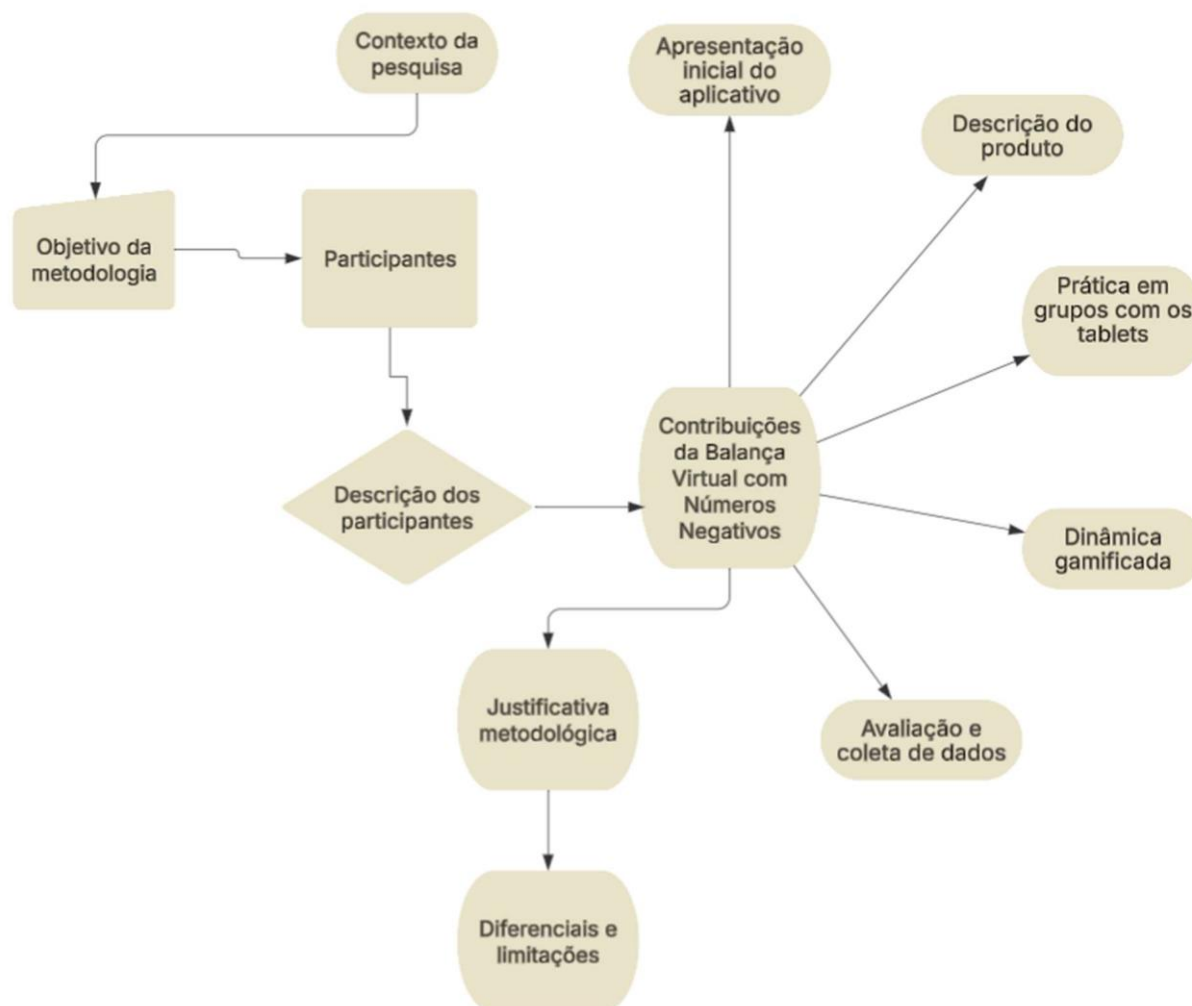 Contexto da
pesquisa
Apresentação
inicial do
aplicativo
Descrição do
produto
Objetivo da
metodologia
Participantes
Prática em
grupos com os
tablets
Contribuições
da Balança
Virtual com
Números
Negativos
Descrição dos
participantes
Dinâmica
gamificada
Justificativa
metodológica
Avaliação e
coleta de dados
Diferenciais e
limitações